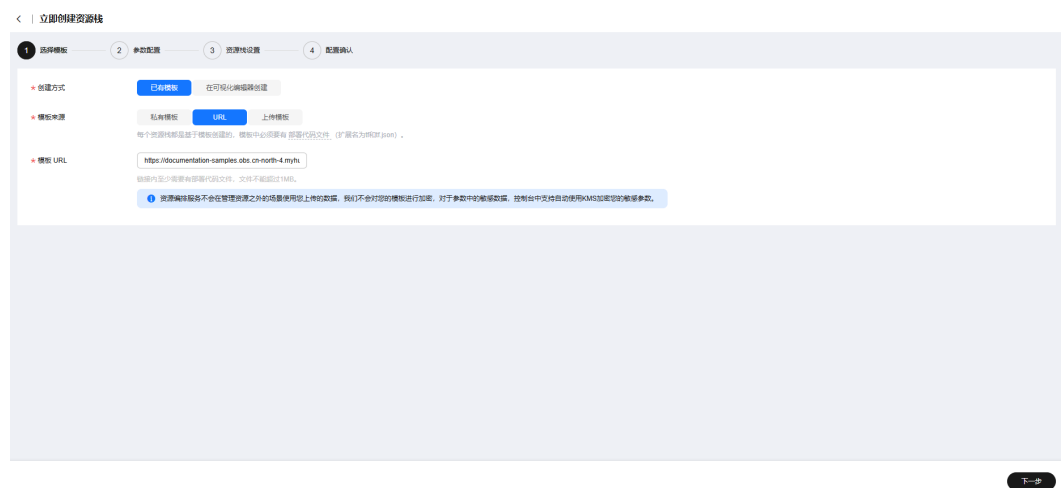 立即创建资源栈
1 选择模板 2 参数配置 3 资源栈设置 4 配置确认
* 创建方式 已有模板 在可视化编辑器创建
* 模板来源 私有模板 URL 上传模板
每个资源栈都是基于模板创建的，模板中必须要有 部署代码文件 （扩展名为tf和tf.json）。
* 模板 URL https://documentation-samples.obs.cn-north-4.myhu
链接内至少需要有部署代码文件，文件不能超过1MB。
资源编排服务不会在管理资源之外的场景使用您上传的数据，我们不会对您的模板进行加密，对于参数中的敏感数据，控制台中支持自动使用KMS加密您的敏感参数。
下一步